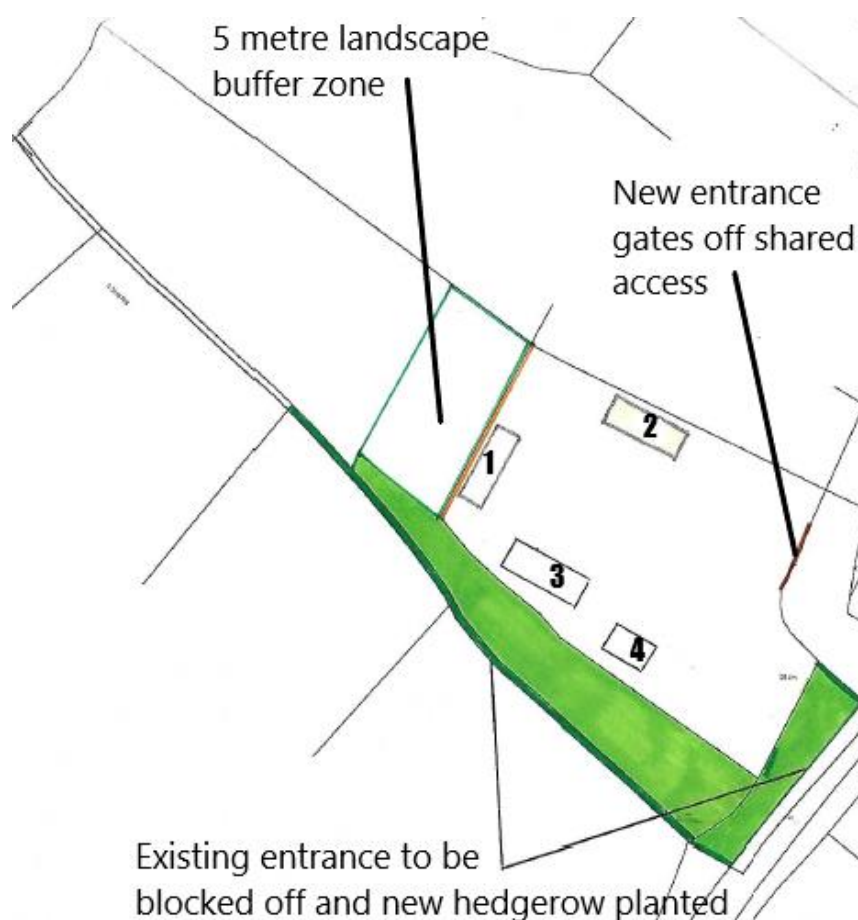 5 metre landscape
buffer zone
New entrance
gates off shared
access
2
1
3
4
Existing entrance to be
blocked off and new hedgerow planted